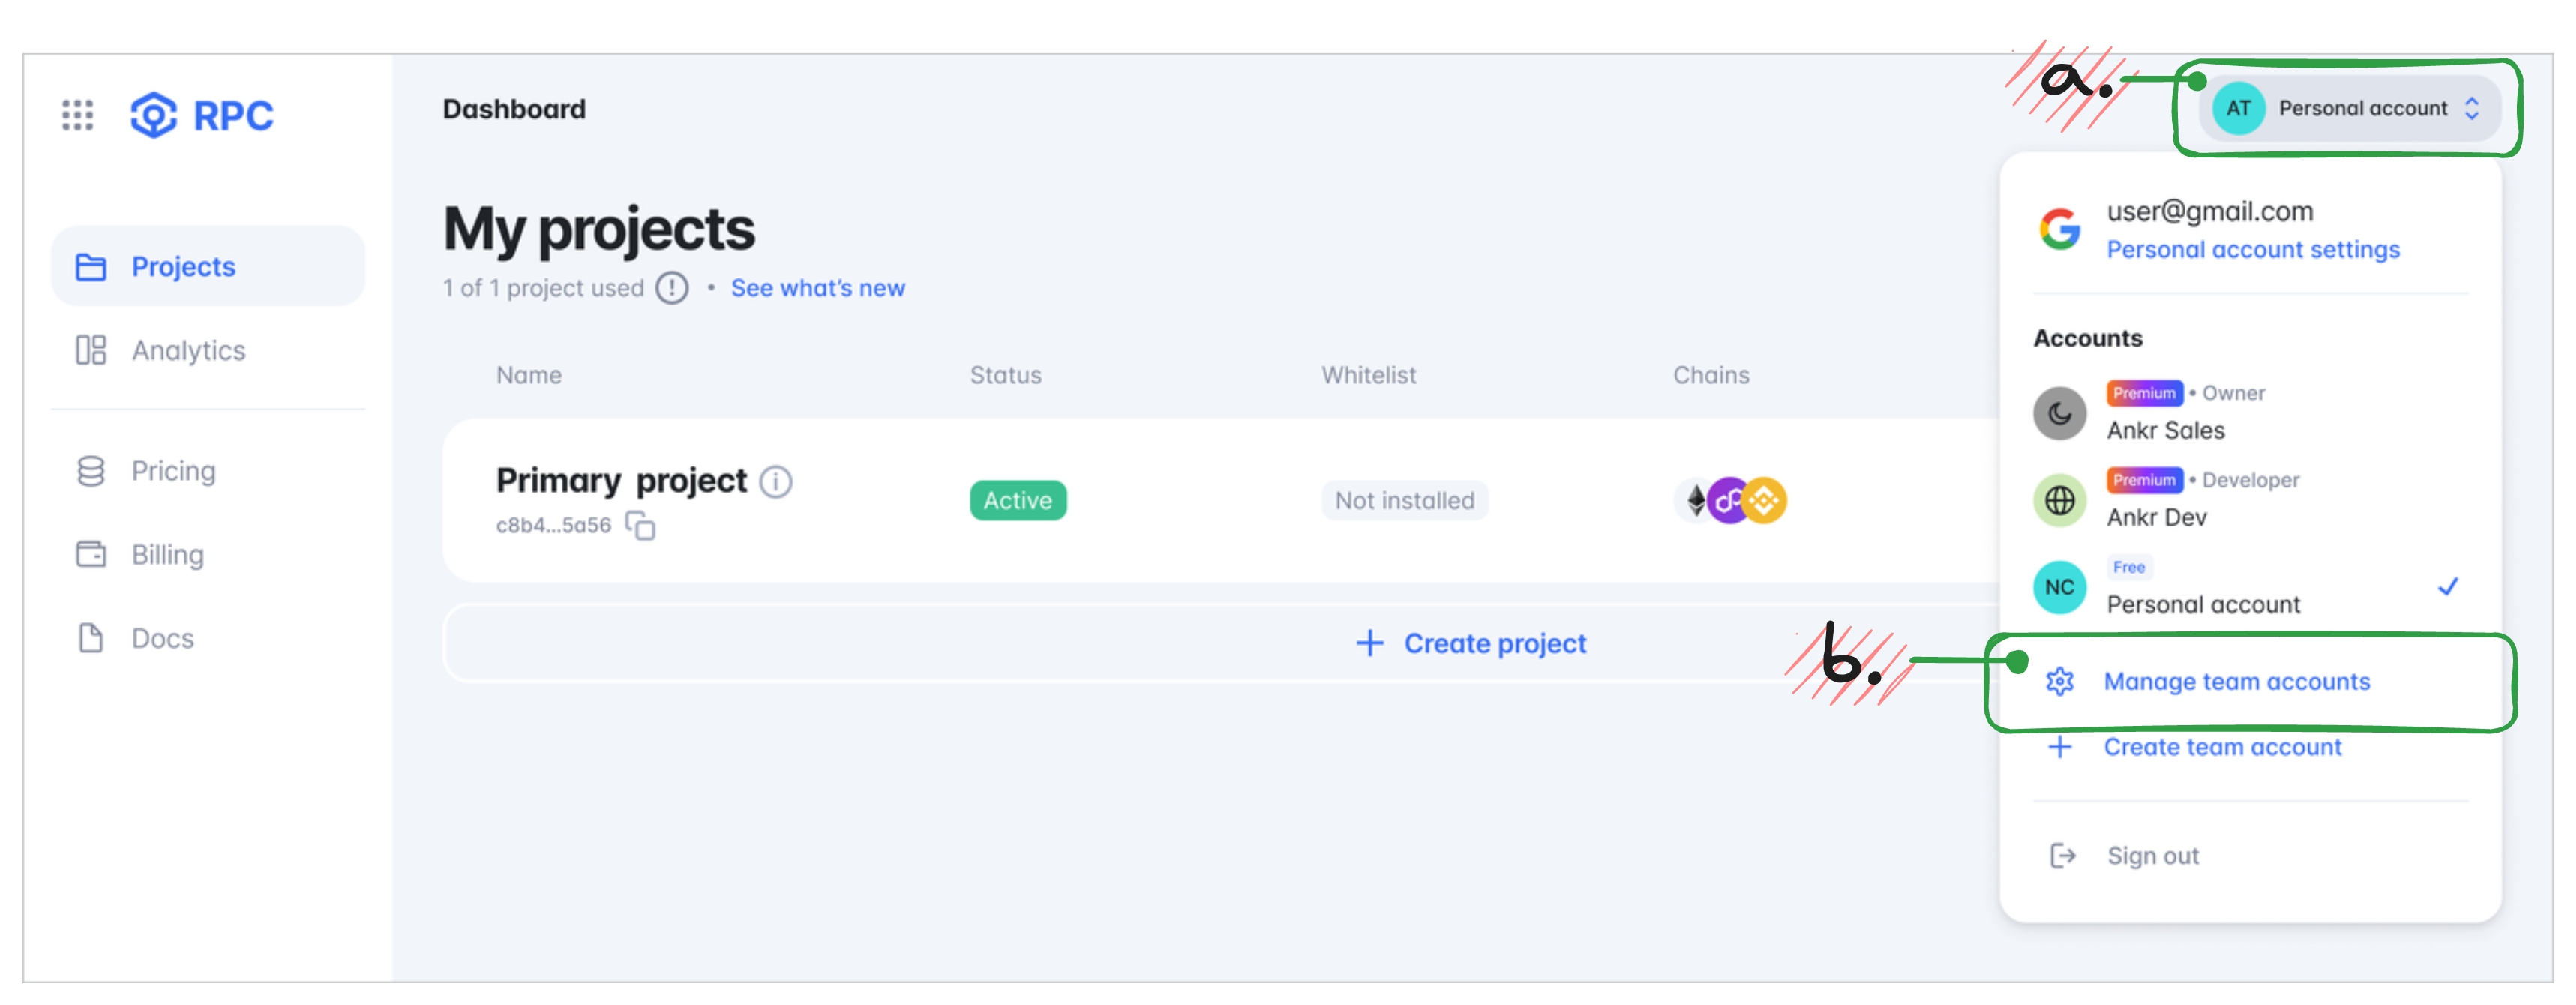 RPC
Projects
Analytics
Pricing
Billing
Docs
Dashboard
My projects
1 of 1 project used • See what's new
Name Status Whitelist Chains
Primary project
c8b4...5a56
Active
Not installed
Create project
a.
AT Personal account
user@gmail.com
Personal account settings
Accounts
Premium • Owner
Ankr Sales
Premium • Developer
Ankr Dev
Free
NC Personal account
b.
Manage team accounts
Create team account
Sign out